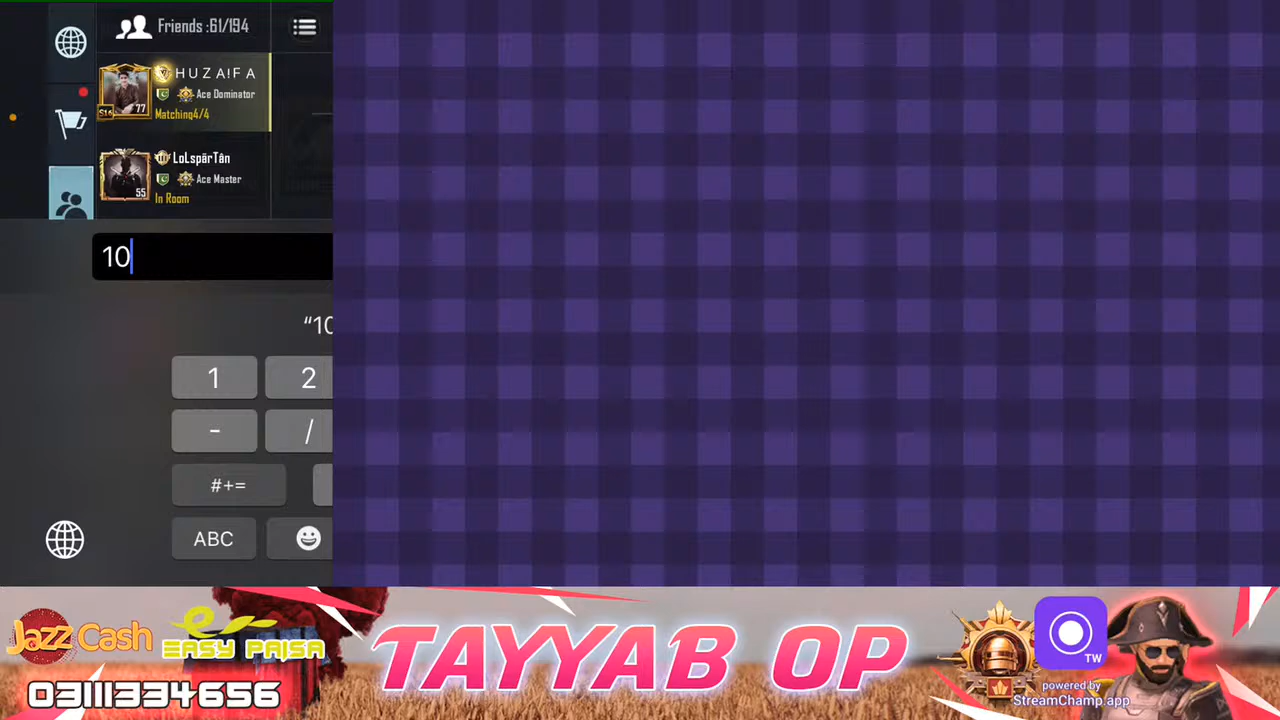 Friends :61/194
H U Z A!F A
77
S16
Ace Dominator
Matching4/4
LoLspärTân
55
Ace Master
In Room
10
“10
1 2
- /
#+=
ABC
JazzCash
EASY PAISA
03111334656
TAYYAB OP
TW
powered by
StreamChamp.app